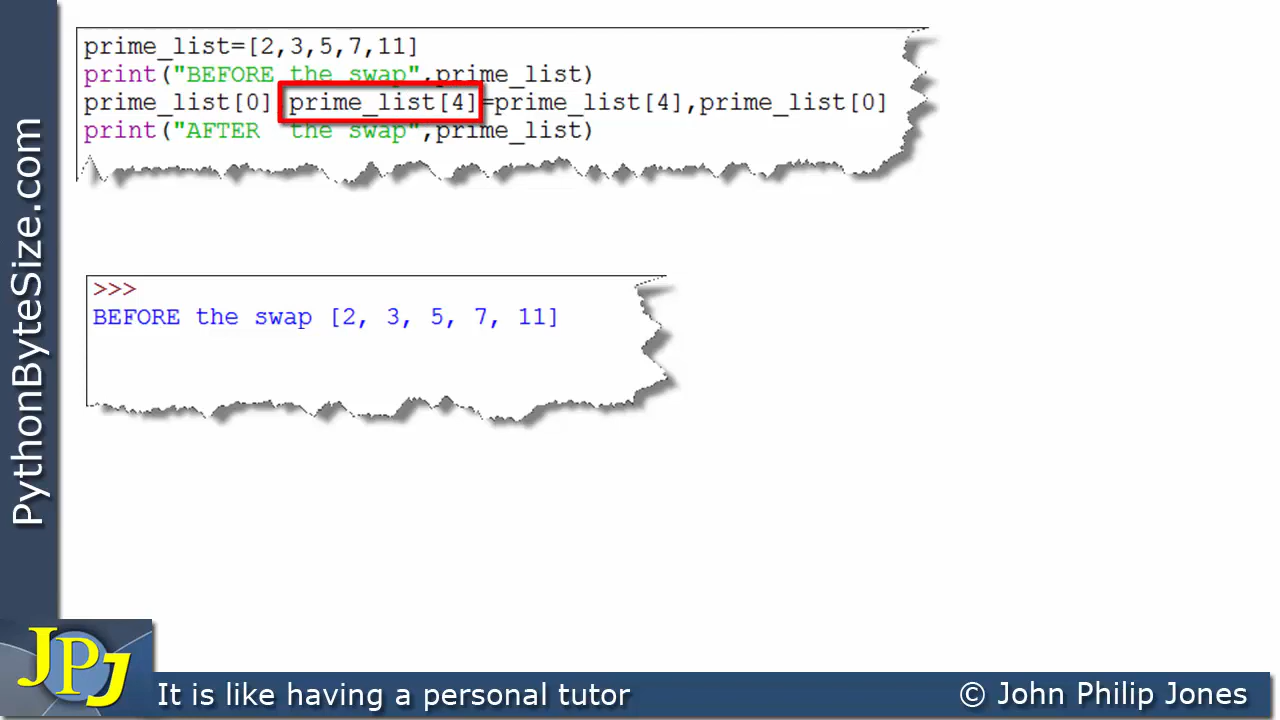 prime_list=[2,3,5,7,11]
print("BEFORE the swap",prime_list)
prime_list[0] prime_list[4]=prime_list[4],prime_list[0]
print("AFTER  the swap",prime_list)
>>>
BEFORE the swap [2, 3, 5, 7, 11]
PythonByteSize.com
JPJ
It is like having a personal tutor
© John Philip Jones